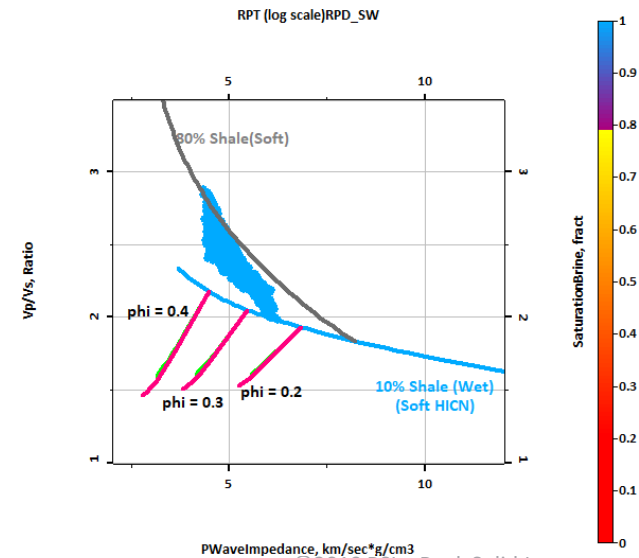 RPT (log scale)RPD_SW
5 10
1
0.9
0.8
0.7
0.6
0.5
0.4
0.3
0.2
0.1
0
SaturationBrine, fract
80% Shale(Soft)
3 3
Vp/Vs, Ratio
2 2
phi = 0.4
phi = 0.3
phi = 0.2
10% Shale (Wet)
(Soft HICN)
1 1
5 10
PWaveImpedance, km/sec*g/cm3